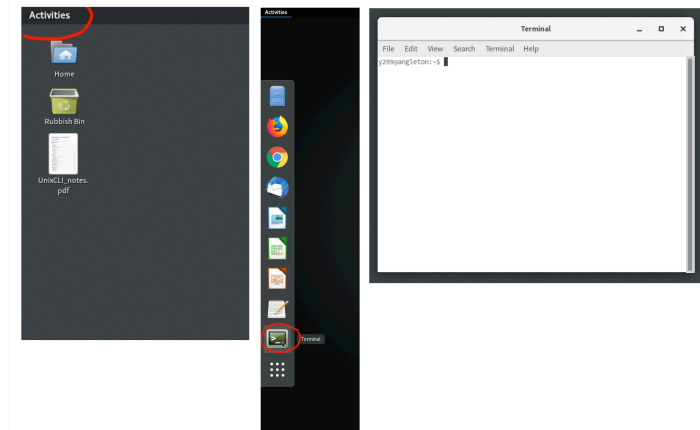 Activities
Home
Rubbish Bin
UnixCLI_notes.
pdf
Activities
Terminal
Terminal
File Edit View Search Terminal Help
y299@angleton:~$